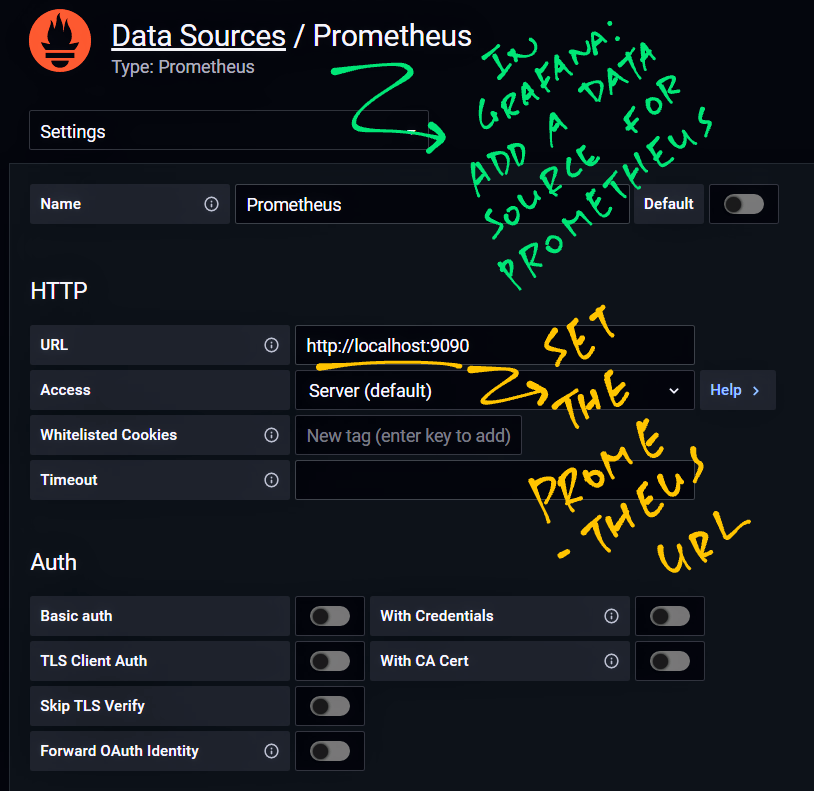 Data Sources / Prometheus
Type: Prometheus
IN
GRAFANA:
ADD A DATA
SOURCE FOR
PROMETHEUS
Settings
Name
Prometheus
Default
HTTP
URL
http://localhost:9090
SET
THE
PROME
-THEUS
URL
Access
Server (default)
Help
Whitelisted Cookies
New tag (enter key to add)
Timeout
Auth
Basic auth
With Credentials
TLS Client Auth
With CA Cert
Skip TLS Verify
Forward OAuth Identity